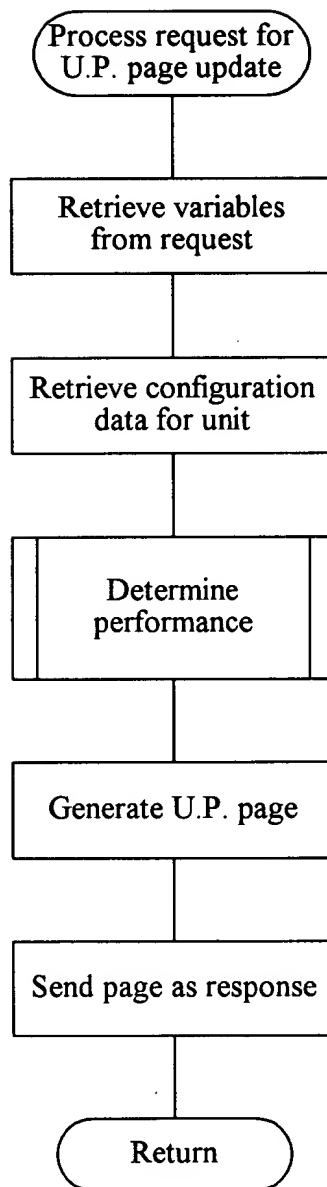 Process request for
U.P. page update
Retrieve variables
from request
Retrieve configuration
data for unit
Determine
performance
Generate U.P. page
Send page as response
Return